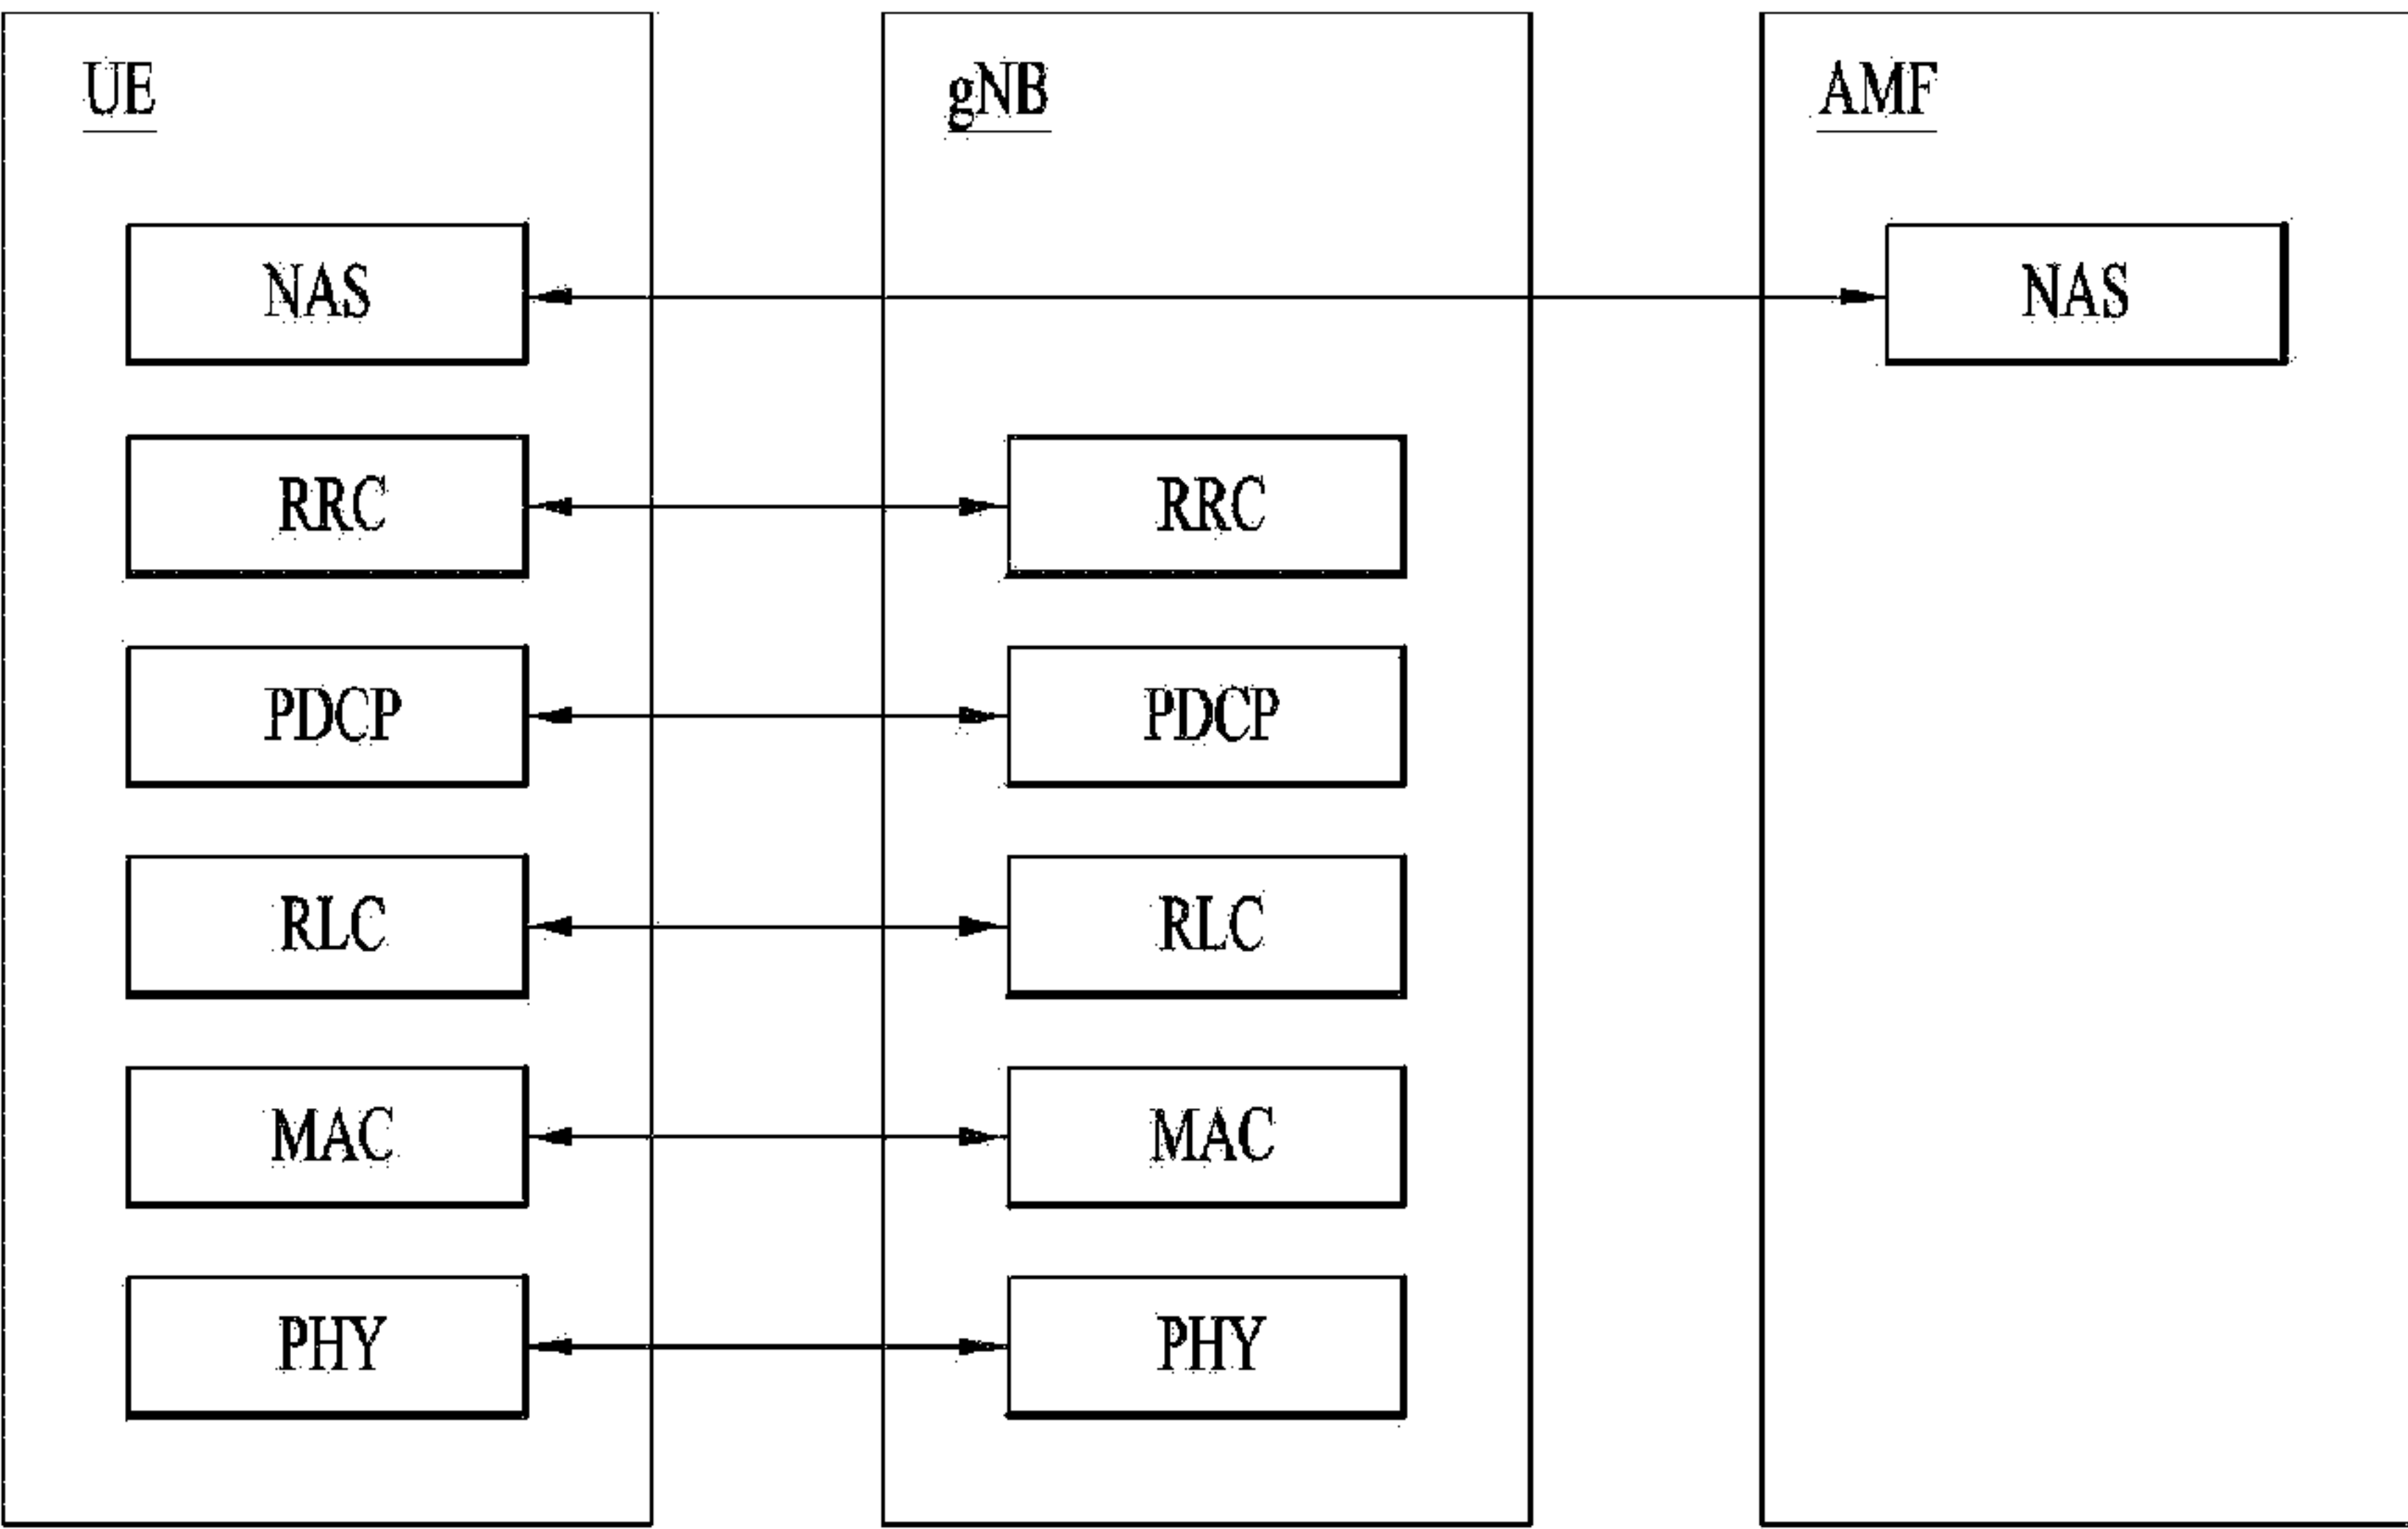 UE gNB AMF
NAS NAS
RRC RRC
PDCP PDCP
RLC RLC
MAC MAC
PHY PHY